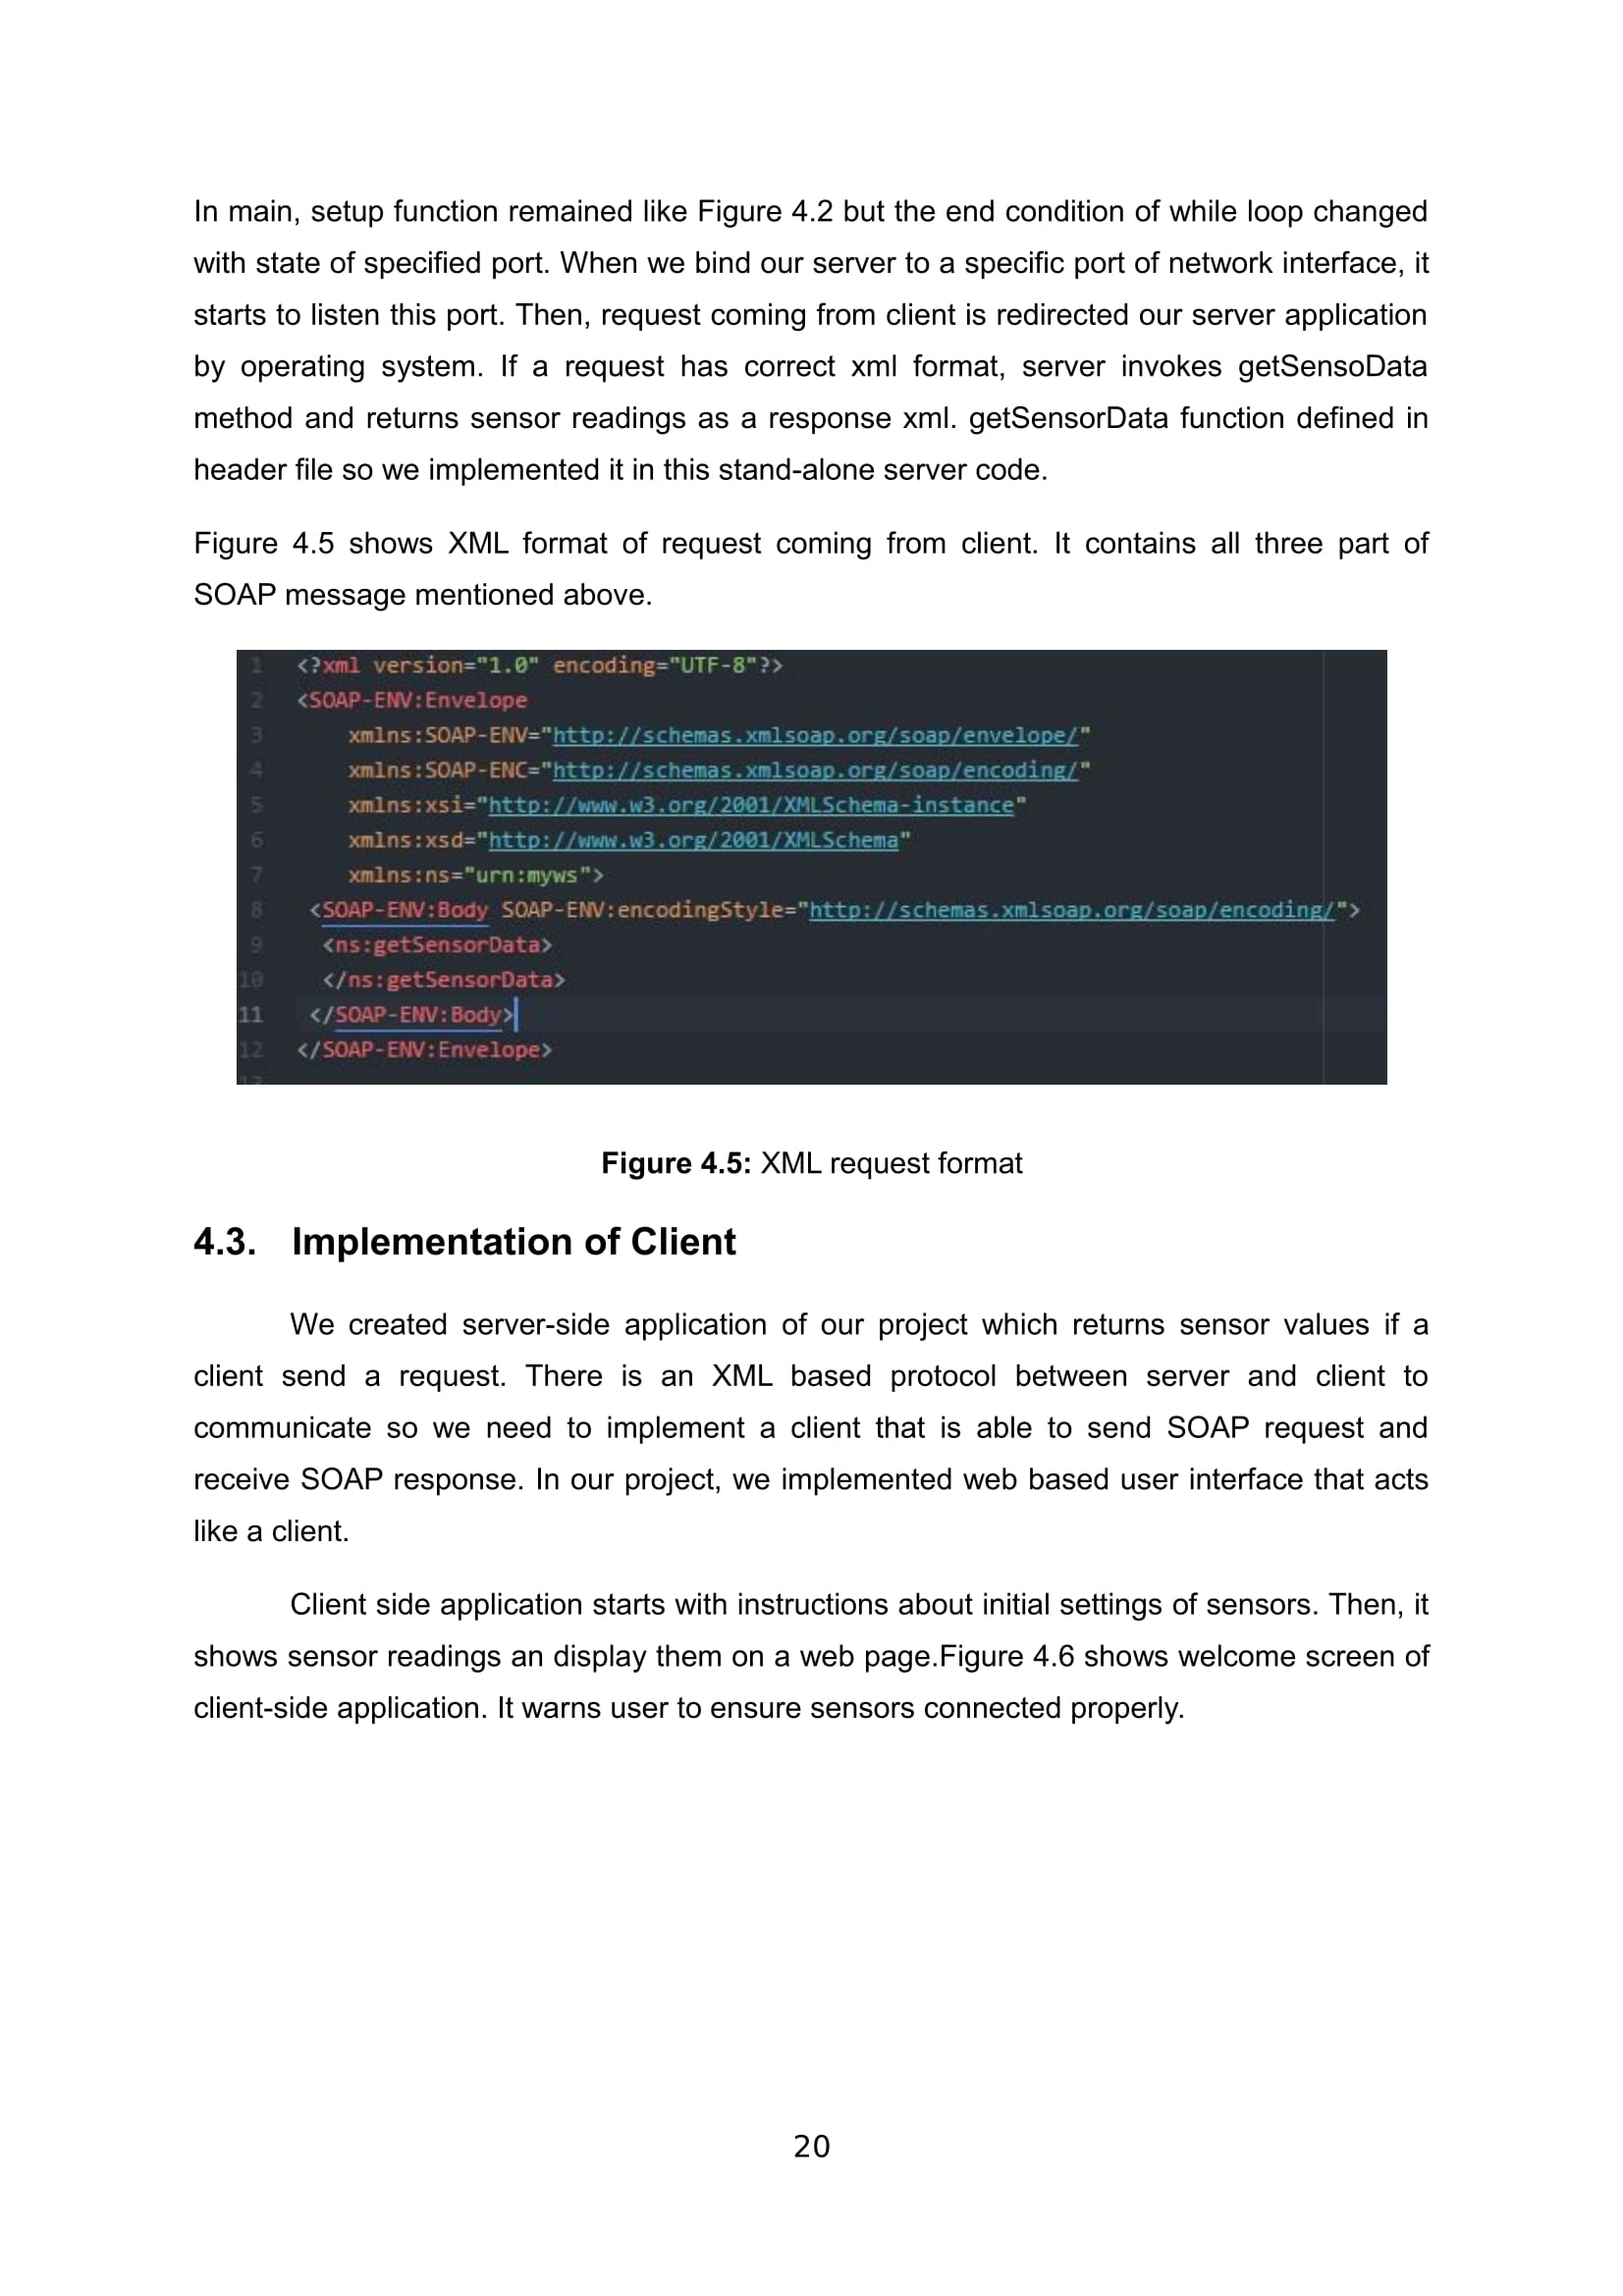 In main, setup function remained like Figure 4.2 but the end condition of while loop changed
with state of specified port. When we bind our server to a specific port of network interface, it
starts to listen this port. Then, request coming from client is redirected our server application
by operating system. If a request has correct xml format, server invokes getSensoData
method and returns sensor readings as a response xml. getSensorData function defined in
header file so we implemented it in this stand-alone server code.
Figure 4.5 shows XML format of request coming from client. It contains all three part of
SOAP message mentioned above.
1 <?xml version="1.0" encoding="UTF-8"?>
2 <SOAP-ENV:Envelope
3 xmlns:SOAP-ENV="http://schemas.xmlsoap.org/soap/envelope/"
4 xmlns:SOAP-ENC="http://schemas.xmlsoap.org/soap/encoding/"
5 xmlns:xsi="http://www.w3.org/2001/XMLSchema-instance"
6 xmlns:xsd="http://www.w3.org/2001/XMLSchema"
7 xmlns:ns="urn:myws">
8 <SOAP-ENV:Body SOAP-ENV:encodingStyle="http://schemas.xmlsoap.org/soap/encoding/">
9 <ns:getSensorData>
10 </ns:getSensorData>
11 </SOAP-ENV:Body>
12 </SOAP-ENV:Envelope>
Figure 4.5: XML request format
4.3. Implementation of Client
We created server-side application of our project which returns sensor values if a
client send a request. There is an XML based protocol between server and client to
communicate so we need to implement a client that is able to send SOAP request and
receive SOAP response. In our project, we implemented web based user interface that acts
like a client.
Client side application starts with instructions about initial settings of sensors. Then, it
shows sensor readings an display them on a web page.Figure 4.6 shows welcome screen of
client-side application. It warns user to ensure sensors connected properly.
20